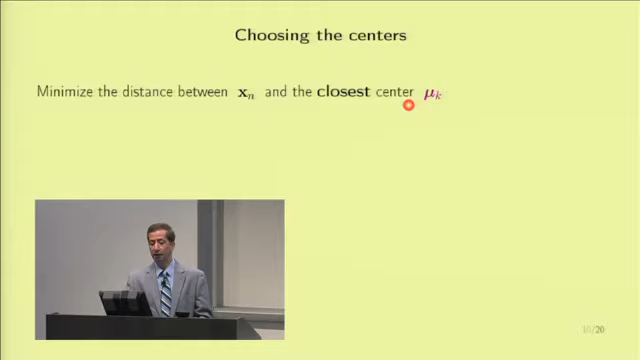 Choosing the centers
Minimize the distance between xₙ and the closest center μₖ
10/20